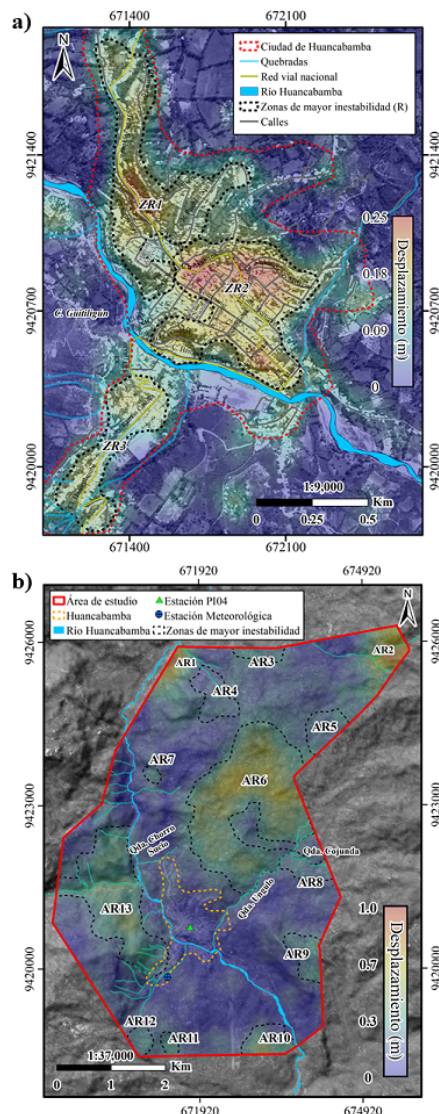 a)
671400
672100
N
Ciudad de Huancabamba
Quebradas
Red vial nacional
Río Huancabamba
Zonas de mayor inestabilidad (R)
Calles
9421400
9421400
ZR1
0.25
0.18
0.09
0
Desplazamiento (m)
ZR2
9420700
9420700
C. Guitiligún
ZR3
9420000
9420000
1:9,000
Km
0
0.25
0.5
671400
672100
b)
671920
674920
Área de estudio
Estación PI04
Huancabamba
Estación Meteorológica
Río Huancabamba
Zonas de mayor inestabilidad
N
9426000
9426000
AR1
AR3
AR2
AR4
AR5
AR7
AR6
9423000
9423000
Qda. Chorro
Sucio
Qda. Cojunda
AR8
Qda. Ungulo
AR13
1.0
0.7
0.3
0
Desplazamiento (m)
AR9
9420000
9420000
AR12
AR11
AR10
1:37,000
Km
0
1
2
671920
674920